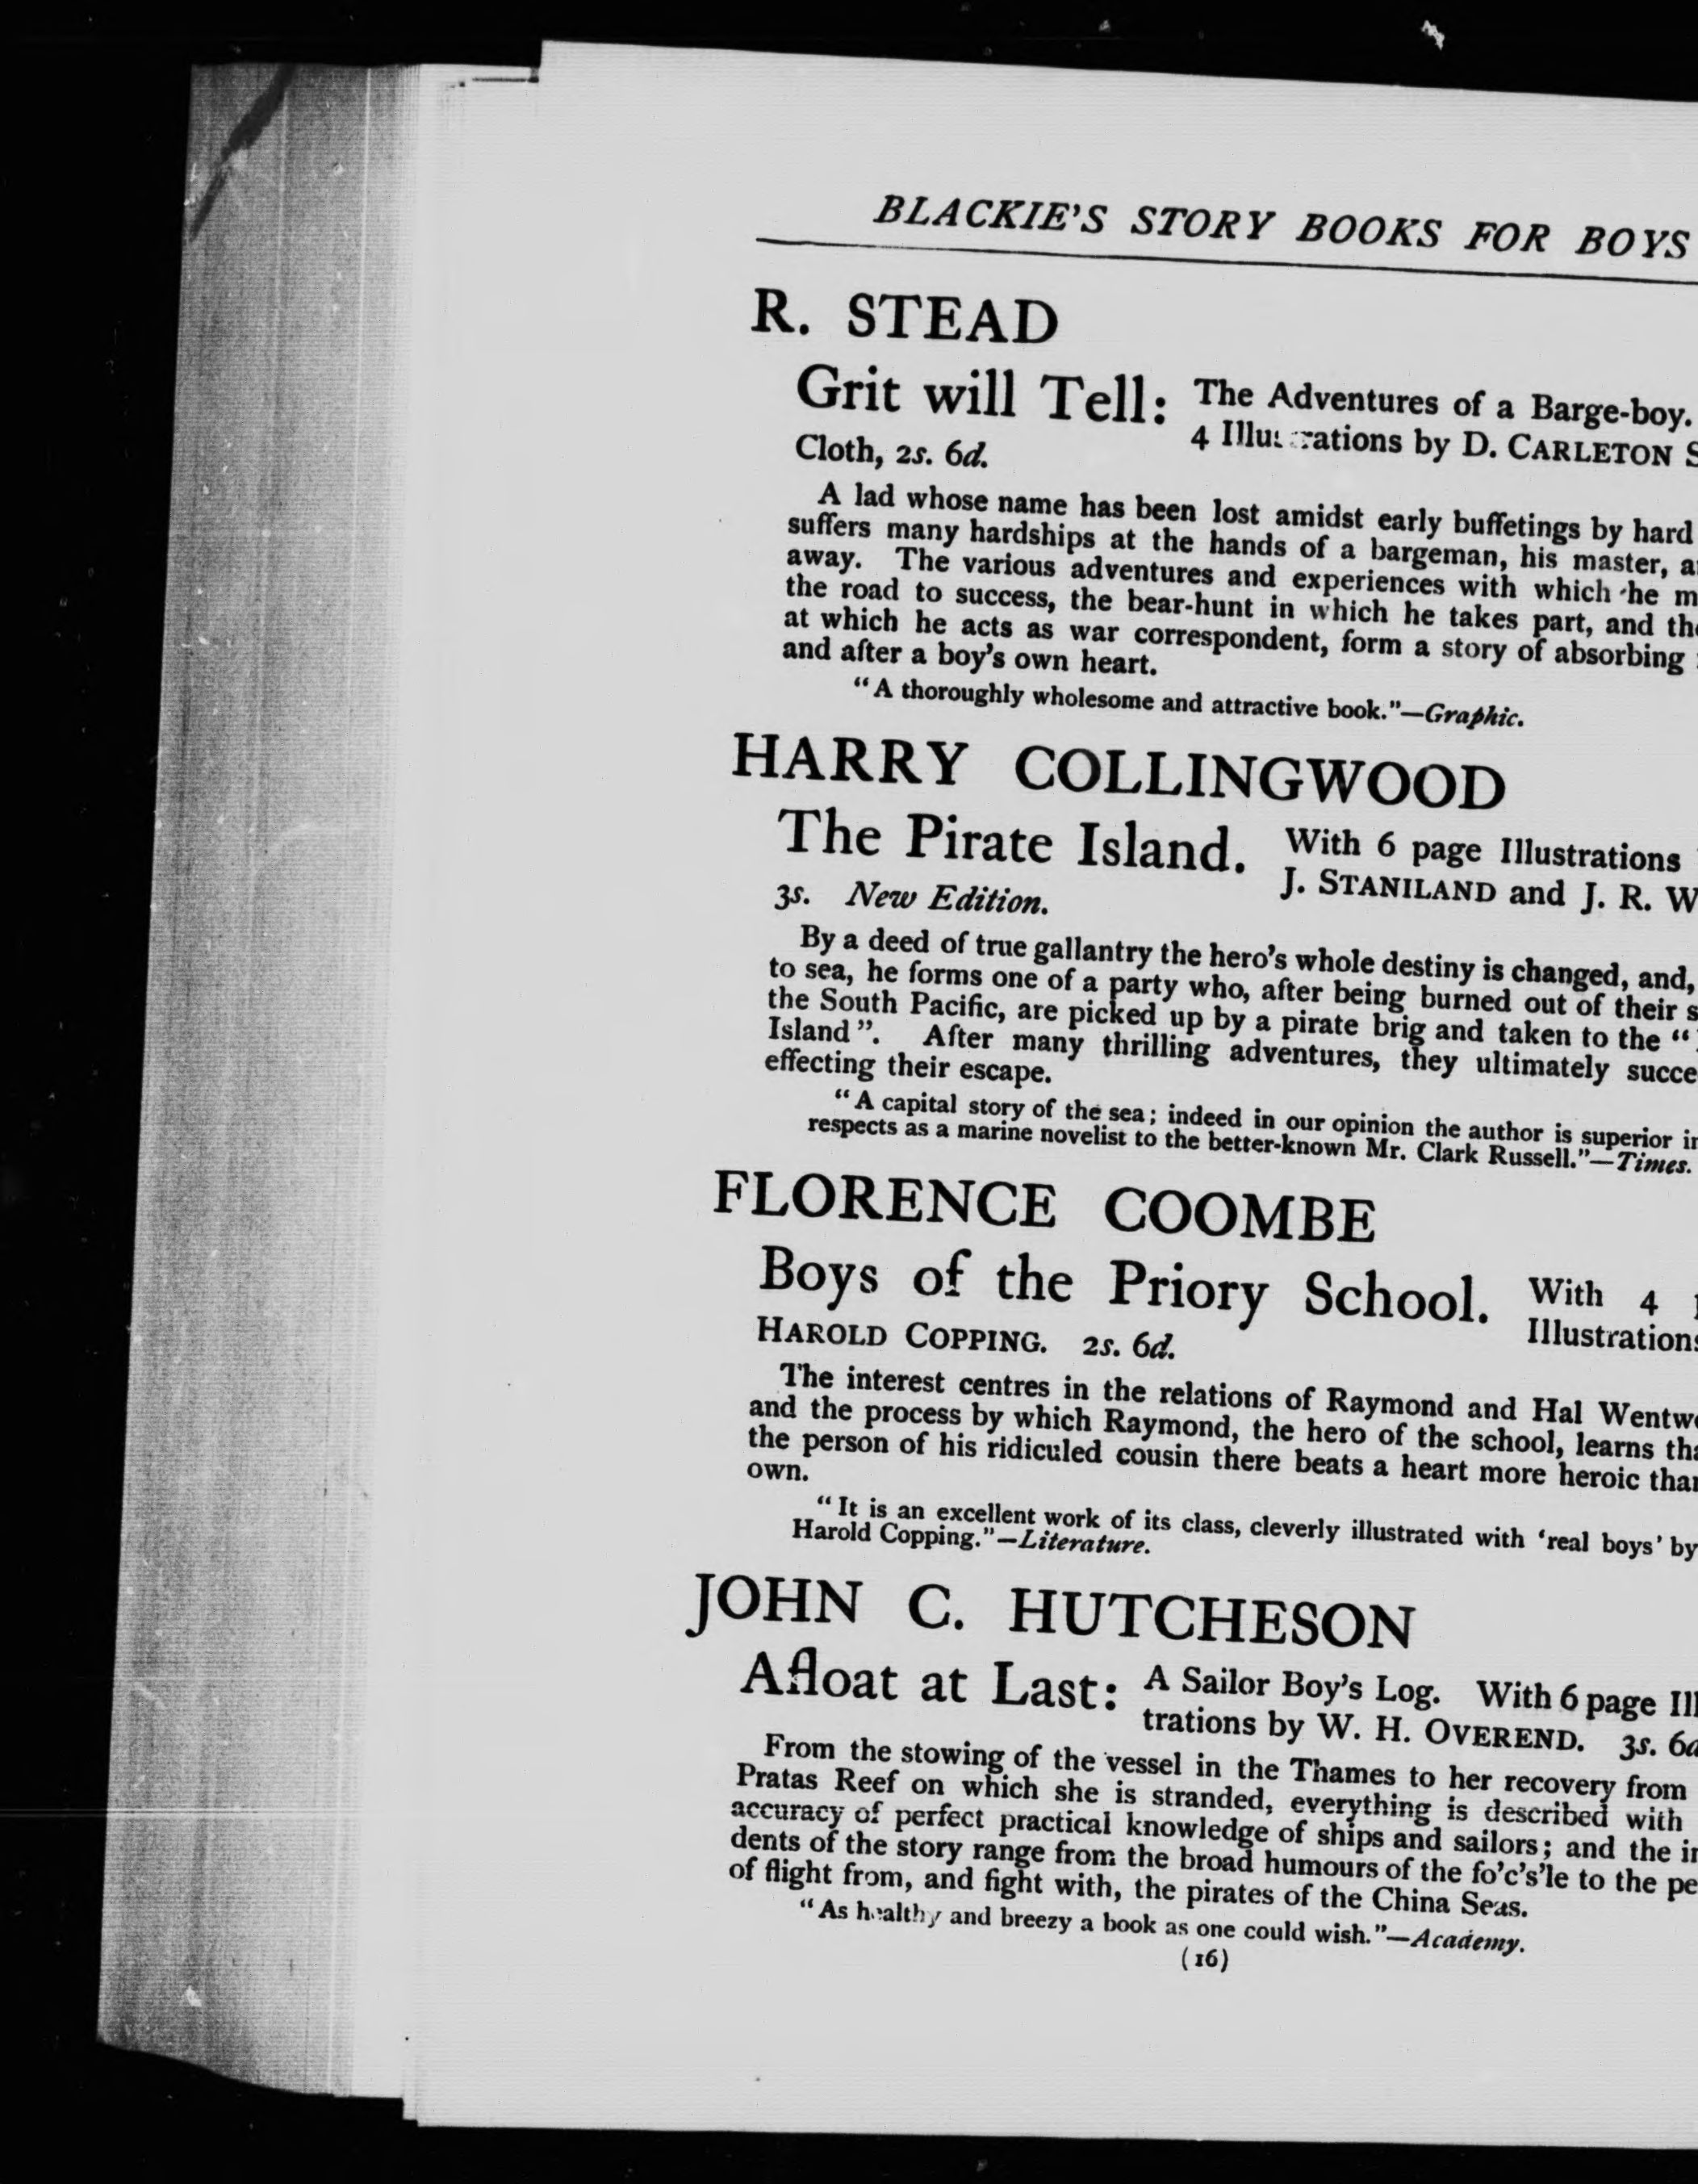 BLACKIE'S STORY BOOKS FOR BOYS
R. STEAD
Grit will Tell: The Adventures of a Barge-boy.
4 Illustrations by D. CARLETON S
Cloth, 2s. 6d.
A lad whose name has been lost amidst early buffetings by hard
suffers many hardships at the hands of a bargeman, his master, a
away. The various adventures and experiences with which he m
the road to success, the bear-hunt in which he takes part, and th
at which he acts as war correspondent, form a story of absorbing
and after a boy's own heart.
"A thoroughly wholesome and attractive book."—Graphic.
HARRY COLLINGWOOD
The Pirate Island. With 6 page Illustrations
J. STANILAND and J. R. W
3s. New Edition.
By a deed of true gallantry the hero's whole destiny is changed, and,
to sea, he forms one of a party who, after being burned out of their s
the South Pacific, are picked up by a pirate brig and taken to the "
Island". After many thrilling adventures, they ultimately succe
effecting their escape.
"A capital story of the sea; indeed in our opinion the author is superior in
respects as a marine novelist to the better-known Mr. Clark Russell."—Times.
FLORENCE COOMBE
Boys of the Priory School. With 4
Illustrations
HAROLD COPPING. 2s. 6d.
The interest centres in the relations of Raymond and Hal Wentw
and the process by which Raymond, the hero of the school, learns tha
the person of his ridiculed cousin there beats a heart more heroic than
own.
"It is an excellent work of its class, cleverly illustrated with 'real boys' by
Harold Copping."—Literature.
JOHN C. HUTCHESON
Afloat at Last: A Sailor Boy's Log. With 6 page Ill
trations by W. H. OVEREND. 3s. 6d
From the stowing of the vessel in the Thames to her recovery from
Pratas Reef on which she is stranded, everything is described with
accuracy of perfect practical knowledge of ships and sailors; and the in
dents of the story range from the broad humours of the fo'c's'le to the pe
of flight from, and fight with, the pirates of the China Seas.
"As healthy and breezy a book as one could wish."—Academy.
(16)